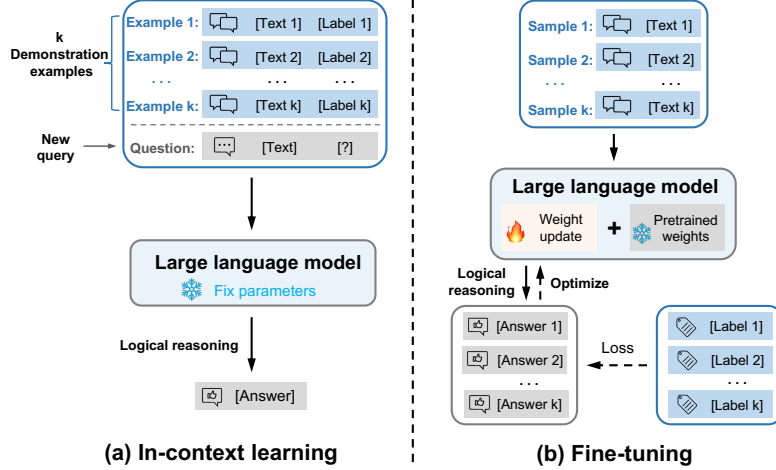 k
Demonstration
examples
Example 1: [Text 1] [Label 1]
Example 2: [Text 2] [Label 2]
... ... ...
Example k: [Text k] [Label k]
New
query
Question: [Text] [?]
Large language model
Fix parameters
Logical reasoning
[Answer]
(a) In-context learning
Sample 1: [Text 1]
Sample 2: [Text 2]
... ...
Sample k: [Text k]
Large language model
Weight
update
+
Pretrained
weights
Logical
reasoning
Optimize
[Answer 1]
[Answer 2]
...
[Answer k]
Loss
[Label 1]
[Label 2]
...
[Label k]
(b) Fine-tuning